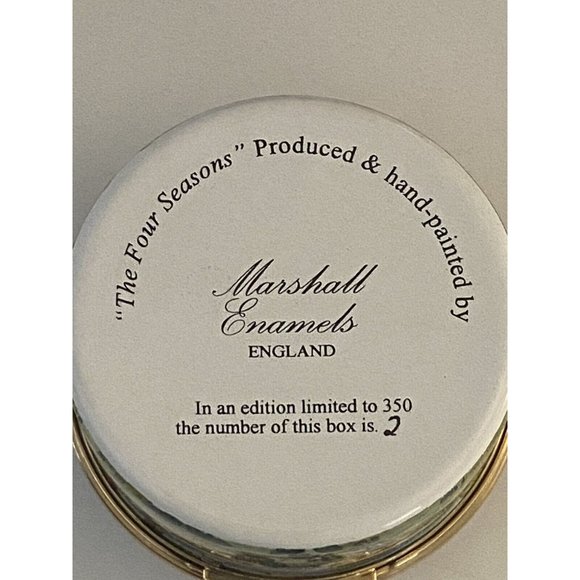 "The Four Seasons" Produced & hand-painted by
Marshall
Enamels
ENGLAND
In an edition limited to 350
the number of this box is. 2